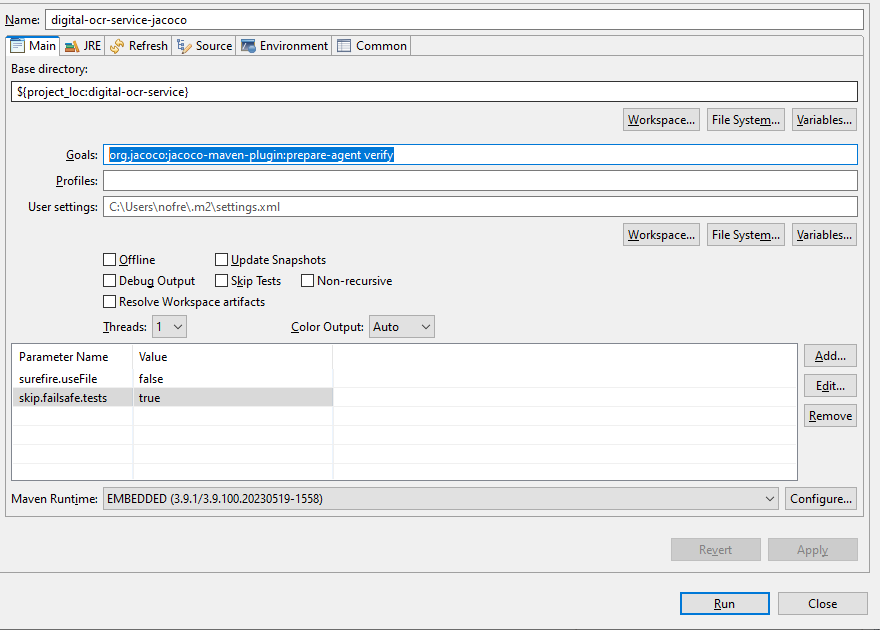 Name: digital-ocr-service-jacoco
Main JRE Refresh Source Environment Common
Base directory:
${project_loc:digital-ocr-service}
Workspace... File System... Variables...
Goals: org.jacoco:jacoco-maven-plugin:prepare-agent verify
Profiles:
User settings: C:\Users\nofre\.m2\settings.xml
Workspace... File System... Variables...
Offline Update Snapshots
Debug Output Skip Tests Non-recursive
Resolve Workspace artifacts
Threads: 1 Color Output: Auto
Parameter Name Value Add...
surefire.useFile false Edit...
skip.failsafe.tests true Remove
Maven Runtime: EMBEDDED (3.9.1/3.9.100.20230519-1558) Configure...
Revert Apply
Run Close